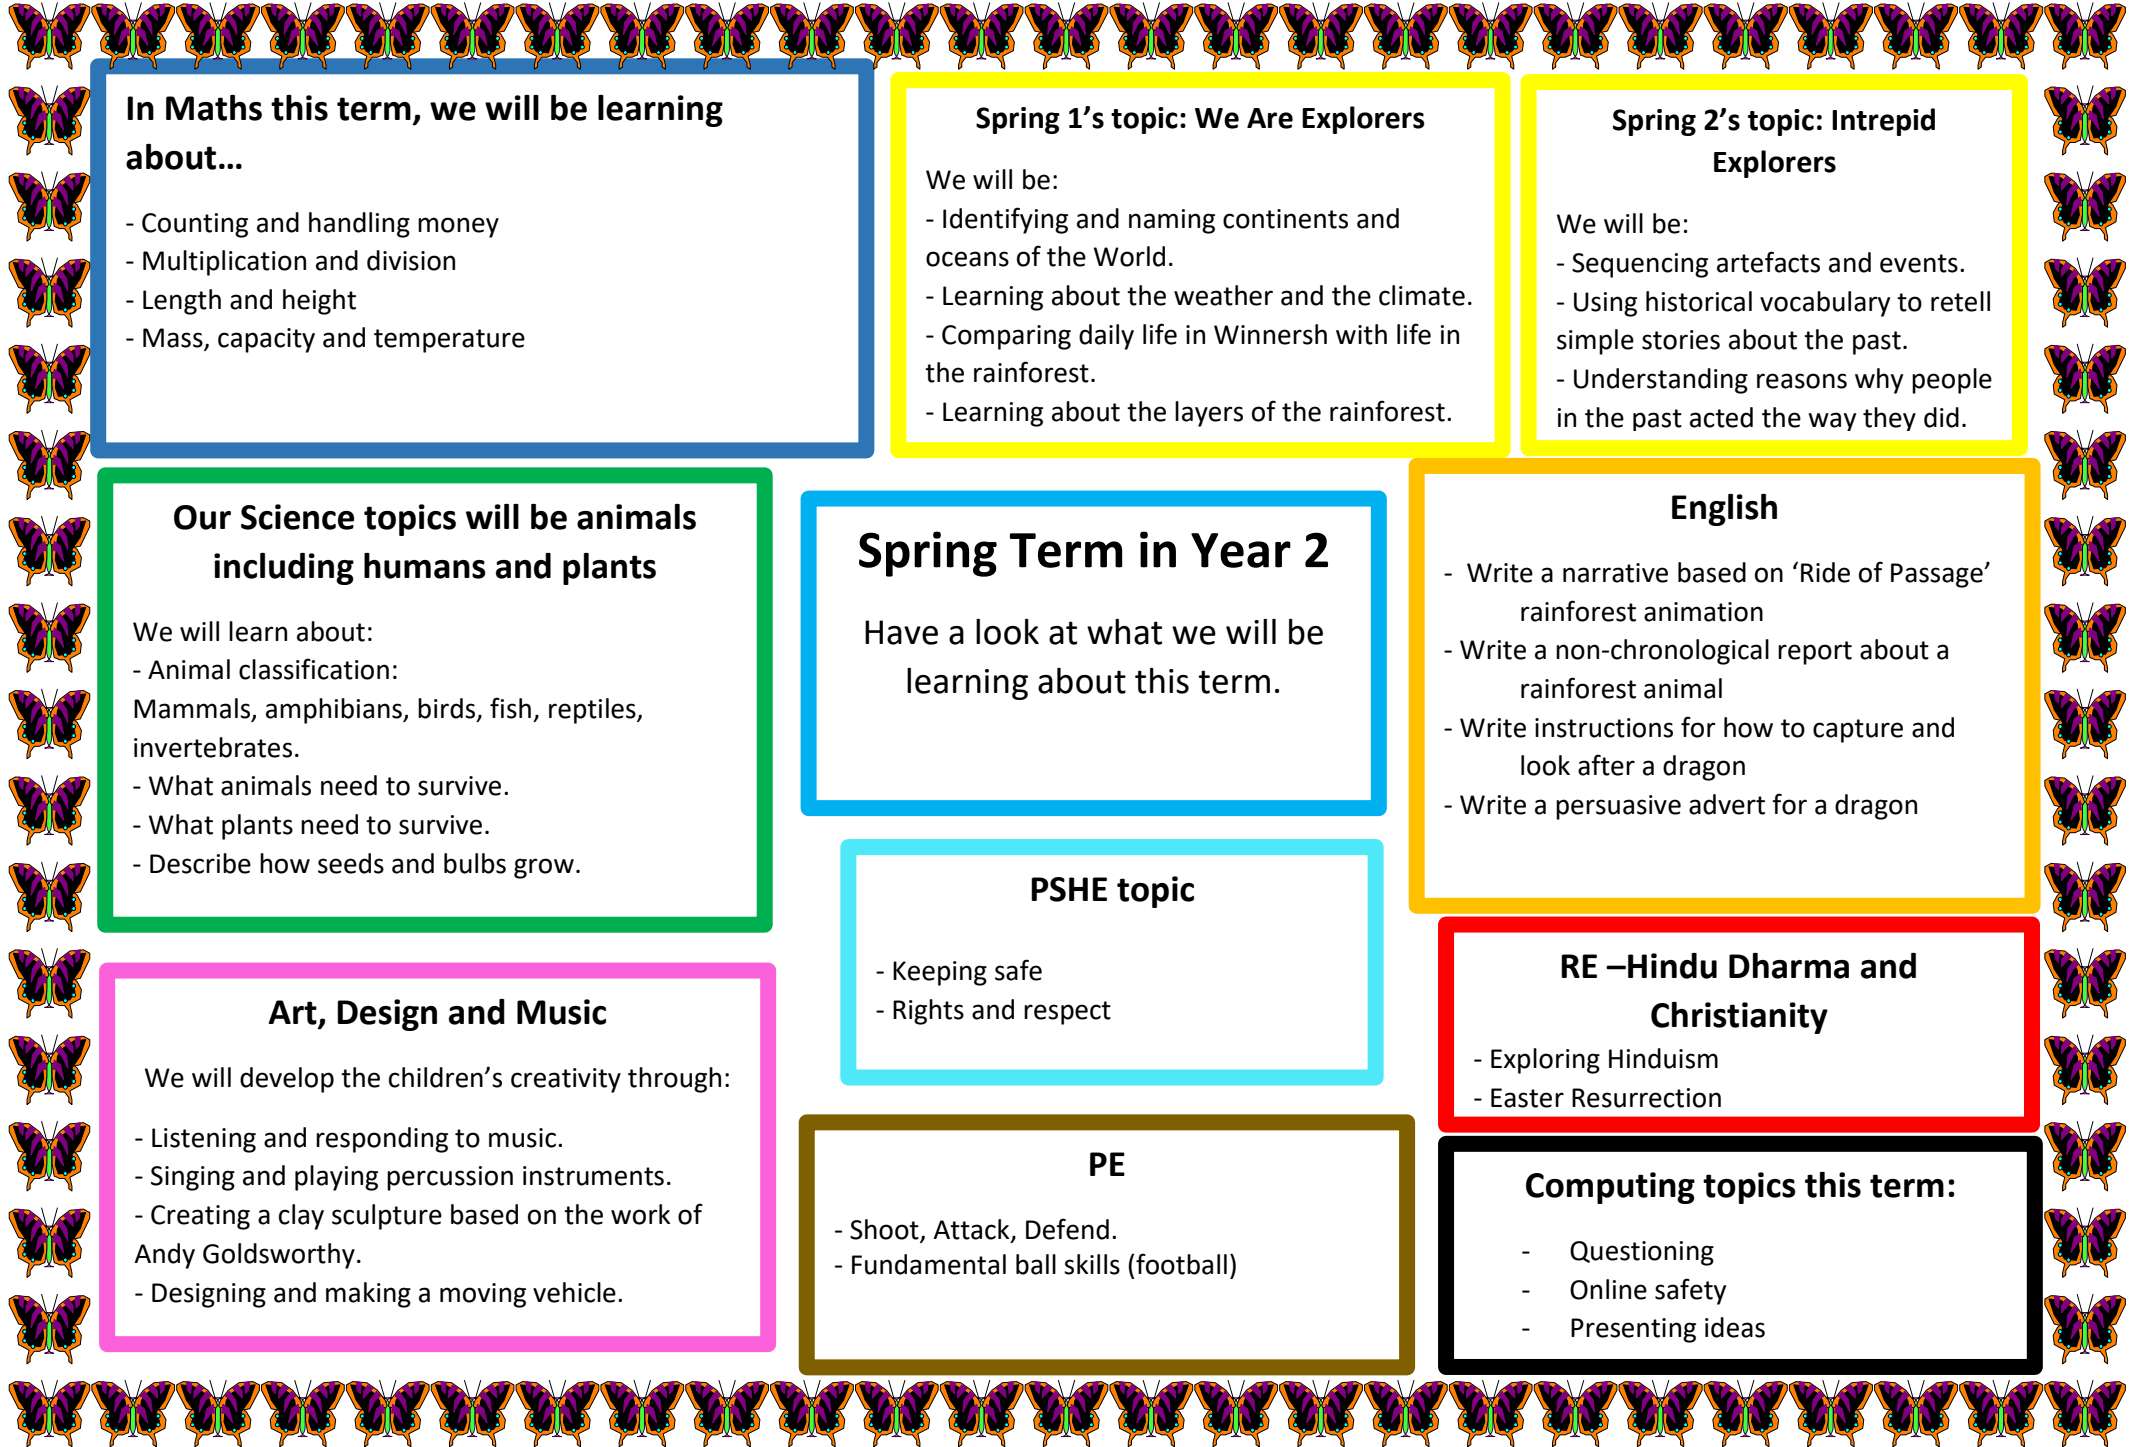 In Maths this term, we will be learning
about...
- Counting and handling money
- Multiplication and division
- Length and height
- Mass, capacity and temperature
Spring 1’s topic: We Are Explorers
We will be:
- Identifying and naming continents and
oceans of the World.
- Learning about the weather and the climate.
- Comparing daily life in Winnersh with life in
the rainforest.
- Learning about the layers of the rainforest.
Spring 2’s topic: Intrepid
Explorers
We will be:
- Sequencing artefacts and events.
- Using historical vocabulary to retell
simple stories about the past.
- Understanding reasons why people
in the past acted the way they did.
Our Science topics will be animals
including humans and plants
We will learn about:
- Animal classification:
Mammals, amphibians, birds, fish, reptiles,
invertebrates.
- What animals need to survive.
- What plants need to survive.
- Describe how seeds and bulbs grow.
Spring Term in Year 2
Have a look at what we will be
learning about this term.
English
- Write a narrative based on ‘Ride of Passage’
rainforest animation
- Write a non-chronological report about a
rainforest animal
- Write instructions for how to capture and
look after a dragon
- Write a persuasive advert for a dragon
PSHE topic
- Keeping safe
- Rights and respect
RE –Hindu Dharma and
Christianity
- Exploring Hinduism
- Easter Resurrection
Art, Design and Music
We will develop the children’s creativity through:
- Listening and responding to music.
- Singing and playing percussion instruments.
- Creating a clay sculpture based on the work of
Andy Goldsworthy.
- Designing and making a moving vehicle.
PE
- Shoot, Attack, Defend.
- Fundamental ball skills (football)
Computing topics this term:
- Questioning
- Online safety
- Presenting ideas